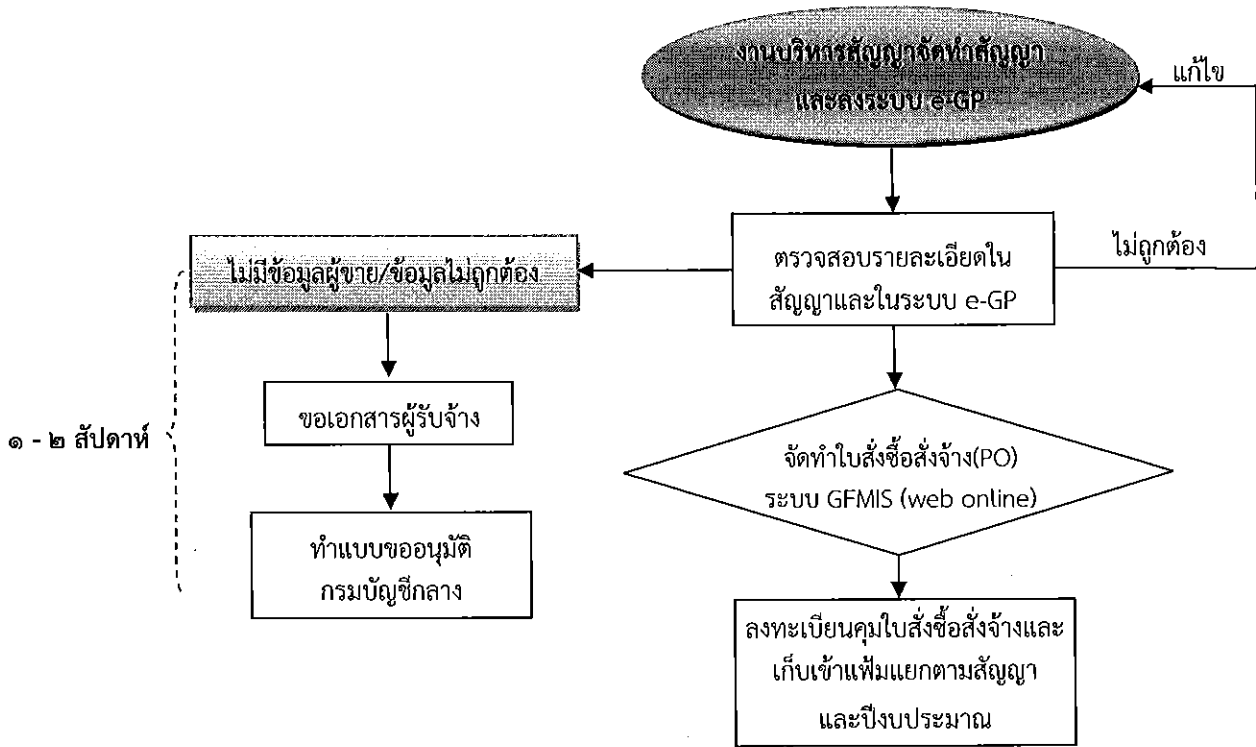 งานบริหารสัญญาจัดทำสัญญา
และลงระบบ e-GP
แก้ไข
ตรวจสอบรายละเอียดใน
สัญญาและในระบบ e-GP
ไม่ถูกต้อง
ไม่มีข้อมูลผู้ขาย/ข้อมูลไม่ถูกต้อง
ขอเอกสารผู้รับจ้าง
๑ - ๒ สัปดาห์
ทำแบบขออนุมัติ
กรมบัญชีกลาง
จัดทำใบสั่งซื้อสั่งจ้าง(PO)
ระบบ GFMIS (web online)
ลงทะเบียนคุมใบสั่งซื้อสั่งจ้างและ
เก็บเข้าแฟ้มแยกตามสัญญา
และปีงบประมาณ